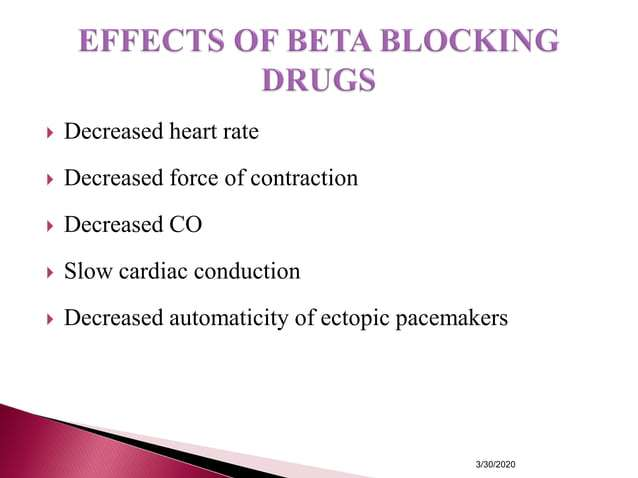 EFFECTS OF BETA BLOCKING
DRUGS
Decreased heart rate
Decreased force of contraction
Decreased CO
Slow cardiac conduction
Decreased automaticity of ectopic pacemakers
3/30/2020